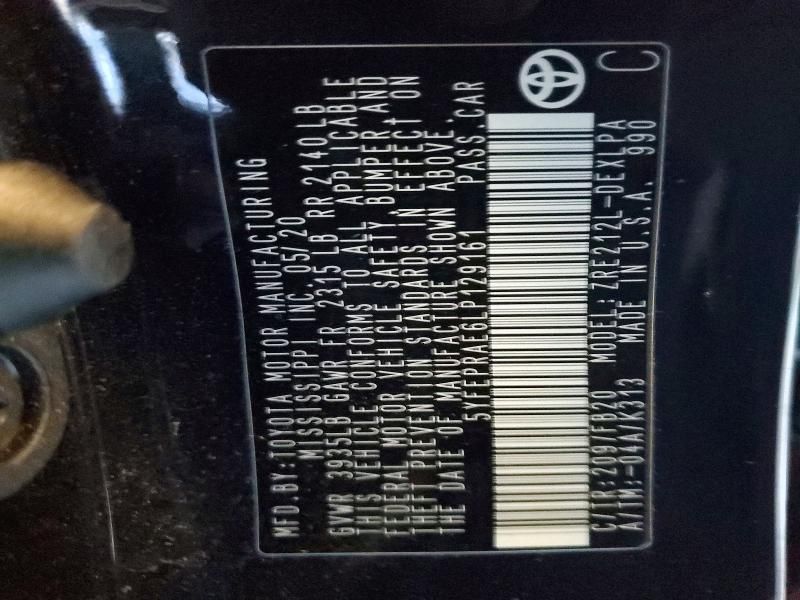 MFD.BY:TOYOTA MOTOR MANUFACTURING
MISSISSIPPI INC. 05/20
GVWR 3935LB GAWR FR 2315 LB RR 2140LB
THIS VEHICLE CONFORMS TO ALL APPLICABLE
FEDERAL MOTOR VEHICLE SAFETY BUMPER AND
THEFT PREVENTION STANDARDS IN EFFECT ON
THE DATE OF MANUFACTURE SHOWN ABOVE.
5YFEPRAE6LP129161 PASS.CAR
C/TR:209/FB20 MODEL:ZRE212L-DEXLPA
A/TM:-04A/K313 MADE IN U.S.A. 990
C